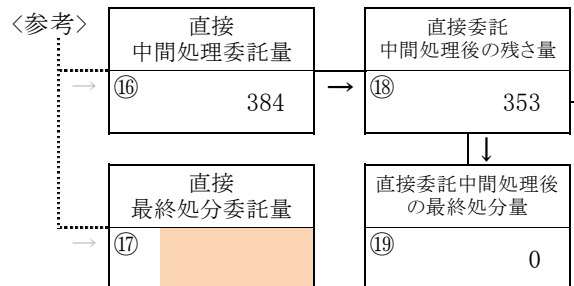 <参考>
直接
中間処理委託量
→ ⑯ 384
→
直接委託
中間処理後の残さ量
⑱ 353
↓
直接
最終処分委託量
→ ⑰
直接委託中間処理後
の最終処分量
⑲ 0